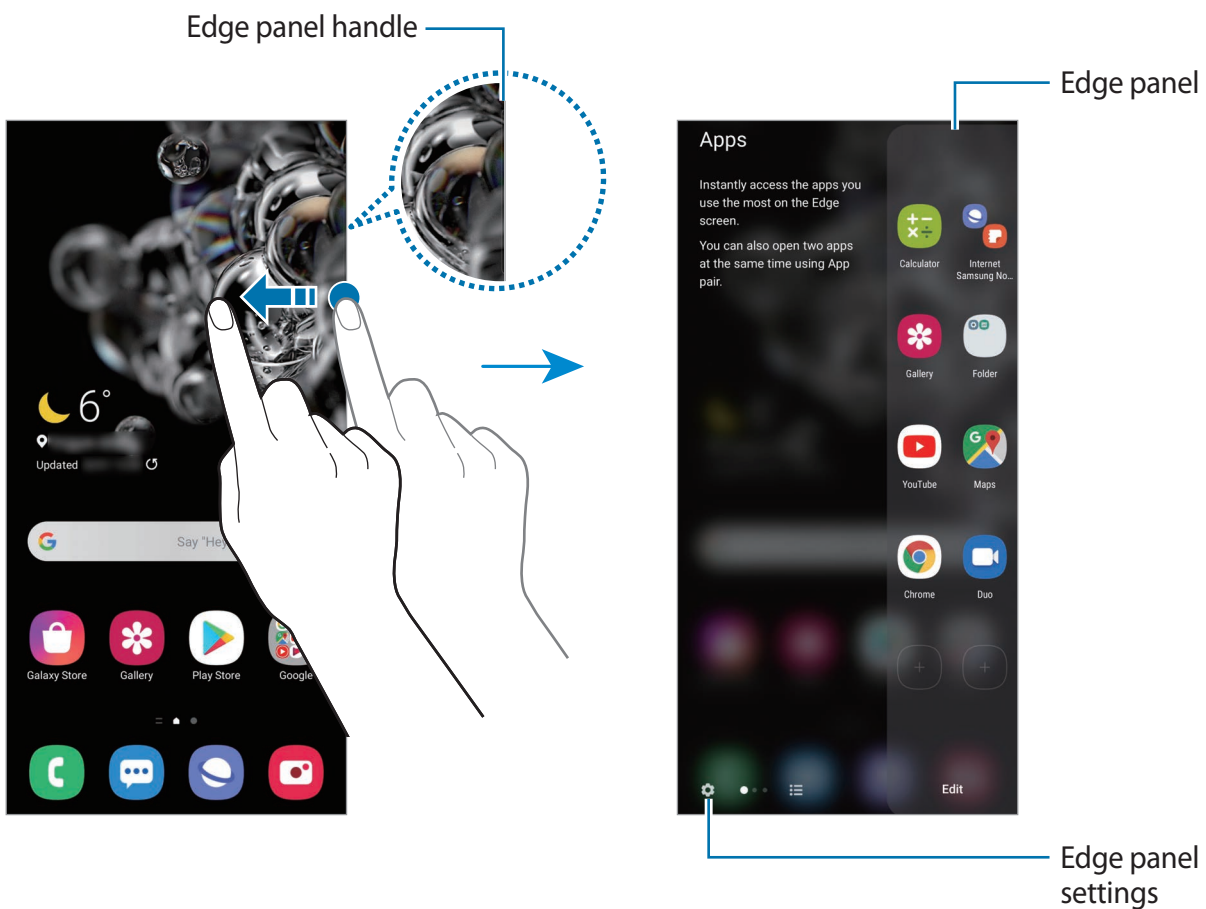 Edge panel handle
Edge panel
6°
Updated
Say "Hey
Galaxy Store
Gallery
Play Store
Google
Apps
Instantly access the apps you
use the most on the Edge
screen.
You can also open two apps
at the same time using App
pair.
Calculator
Internet
Samsung No...
Gallery
Folder
YouTube
Maps
Chrome
Duo
Edit
Edge panel
settings